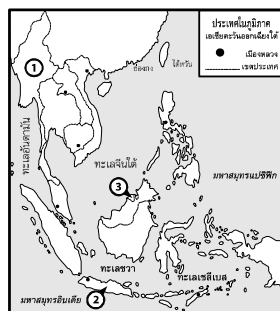 ประเทศในภูมิภาค
เอเชียตะวันออกเฉียงใต้
เมืองหลวง
เขตประเทศ
1
ฮ่องกง
ไต้หวัน
ทะเลอันดามัน
ทะเลจีนใต้
มหาสมุทรแปซิฟิก
3
ทะเลชวา
ทะเลเซลีเบส
มหาสมุทรอินเดีย
2